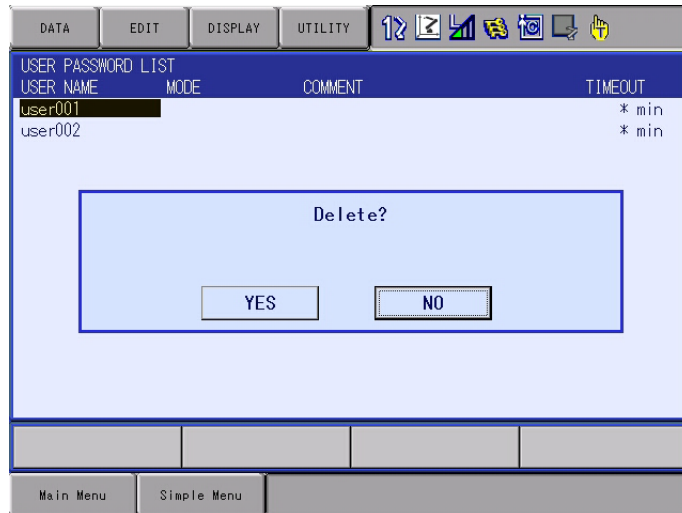 DATA EDIT DISPLAY UTILITY 12
USER PASSWORD LIST
USER NAME MODE COMMENT TIMEOUT
user001 * min
user002 * min
Delete?
YES NO
Main Menu Simple Menu